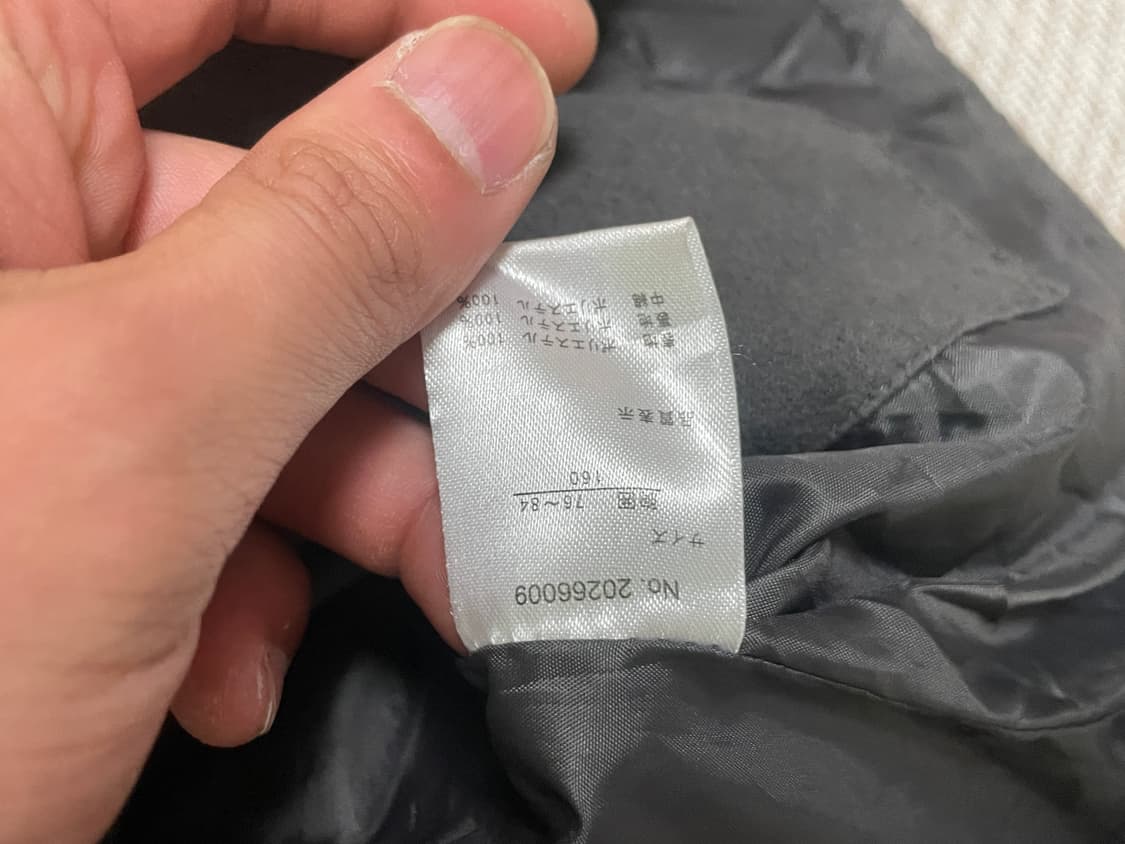 No. 20266009
サイズ
胸囲 76～84
160
品質表示
表地 ポリエステル 100%
裏地 ポリエステル 100%
中綿 ポリエステル 100%